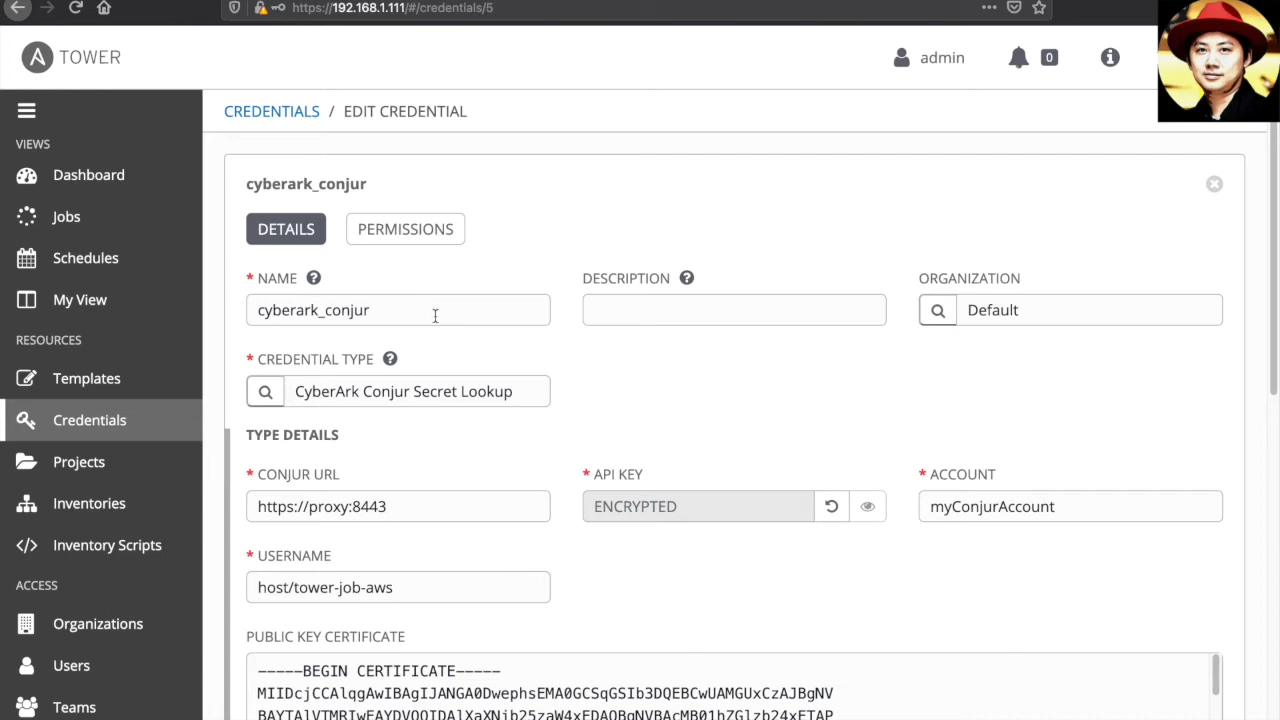 https://192.168.1.111/#/credentials/5
TOWER
admin
0
VIEWS
Dashboard
Jobs
Schedules
My View
RESOURCES
Templates
Credentials
Projects
Inventories
Inventory Scripts
ACCESS
Organizations
Users
Teams
CREDENTIALS / EDIT CREDENTIAL
cyberark_conjur
DETAILS
PERMISSIONS
* NAME
cyberark_conjur
DESCRIPTION
ORGANIZATION
Default
* CREDENTIAL TYPE
CyberArk Conjur Secret Lookup
TYPE DETAILS
* CONJUR URL
https://proxy:8443
* API KEY
ENCRYPTED
* ACCOUNT
myConjurAccount
* USERNAME
host/tower-job-aws
PUBLIC KEY CERTIFICATE
-----BEGIN CERTIFICATE-----